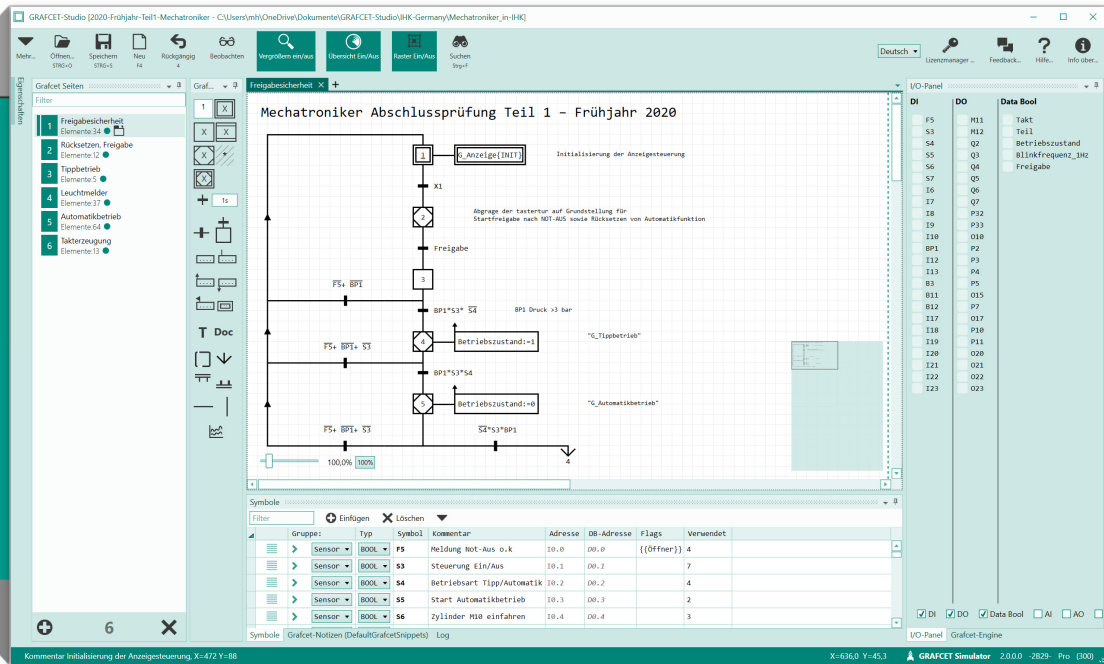 GRAFCET-Studio [2020-Frühjahr-Teil1-Mechatroniker - C:\Users\mh\OneDrive\Dokumente\GRAFCET-Studio\IHK-Germany\Mechatroniker_in-IHK]
Mehr... Öffnen... Speichern Neu Rückgängig Beobachten Vergrößern ein/aus Übersicht Ein/Aus Raster Ein/Aus Suchen Deutsch Lizenzmanager ... Feedback... Hilfe... Info über...
STRG+O STRG+S F4 4 Strg+F
Eigenschaften
Grafcet Seiten
Filter
1 Freigabesicherheit
Elemente:34
2 Rücksetzen, Freigabe
Elemente:12
3 Tippbetrieb
Elemente:5
4 Leuchtmelder
Elemente:37
5 Automatikbetrieb
Elemente:64
6 Takterzeugung
Elemente:13
6
Graf...
1 X
X X
X *
X
1s
T Doc
Freigabesicherheit
Mechatroniker Abschlussprüfung Teil 1 – Frühjahr 2020
1 G_Anzeige{INIT} Initialisierung der Anzeigesteuerung
X1
2 Abgrage der tastertur auf Grundstellung für
Startfreigabe nach NOT-AUS sowie Rücksetzen von Automatikfunktion
Freigabe
3
F5+ BP1
BP1*S3* S4 BP1 Druck >3 bar
4 Betriebszustand:=1 "G_Tippbetrieb"
F5+ BP1+ S3
BP1*S3*S4
5 Betriebszustand:=0 "G_Automatikbetrieb"
F5+ BP1+ S3 S4*S3*BP1
4
100,0% 100%
Symbole
Filter Einfügen Löschen
Gruppe: Typ Symbol Kommentar Adresse DB-Adresse Flags Verwendet
Sensor BOOL F5 Meldung Not-Aus o.k I0.0 D0.0 {{Öffner}} 4
Sensor BOOL S3 Steuerung Ein/Aus I0.1 D0.1 7
Sensor BOOL S4 Betriebsart Tipp/Automatik I0.2 D0.2 4
Sensor BOOL S5 Start Automatikbetrieb I0.3 D0.3 2
Sensor BOOL S6 Zylinder M10 einfahren I0.4 D0.4 3
Symbole Grafcet-Notizen (DefaultGrafcetSnippets) Log
I/O-Panel
DI DO Data Bool
F5 M11 Takt
S3 M12 Teil
S4 Q2 Betriebszustand
S5 Q3 Blinkfrequenz_1Hz
S6 Q4 Freigabe
S7 Q5
I6 Q6
I7 Q7
I8 P32
I9 P33
I10 O10
BP1 P2
I12 P3
I13 P4
B3 P5
B11 O15
B12 P7
I17 O17
I18 P10
I19 P11
I20 O20
I21 O21
I22 O22
I23 O23
DI DO Data Bool AI AO
I/O-Panel Grafcet-Engine
Kommentar Initialisierung der Anzeigesteuerung, X=472 Y=88 X=636,0 Y=45,3 GRAFCET Simulator 2.0.0.0 -2B29- Pro (300)